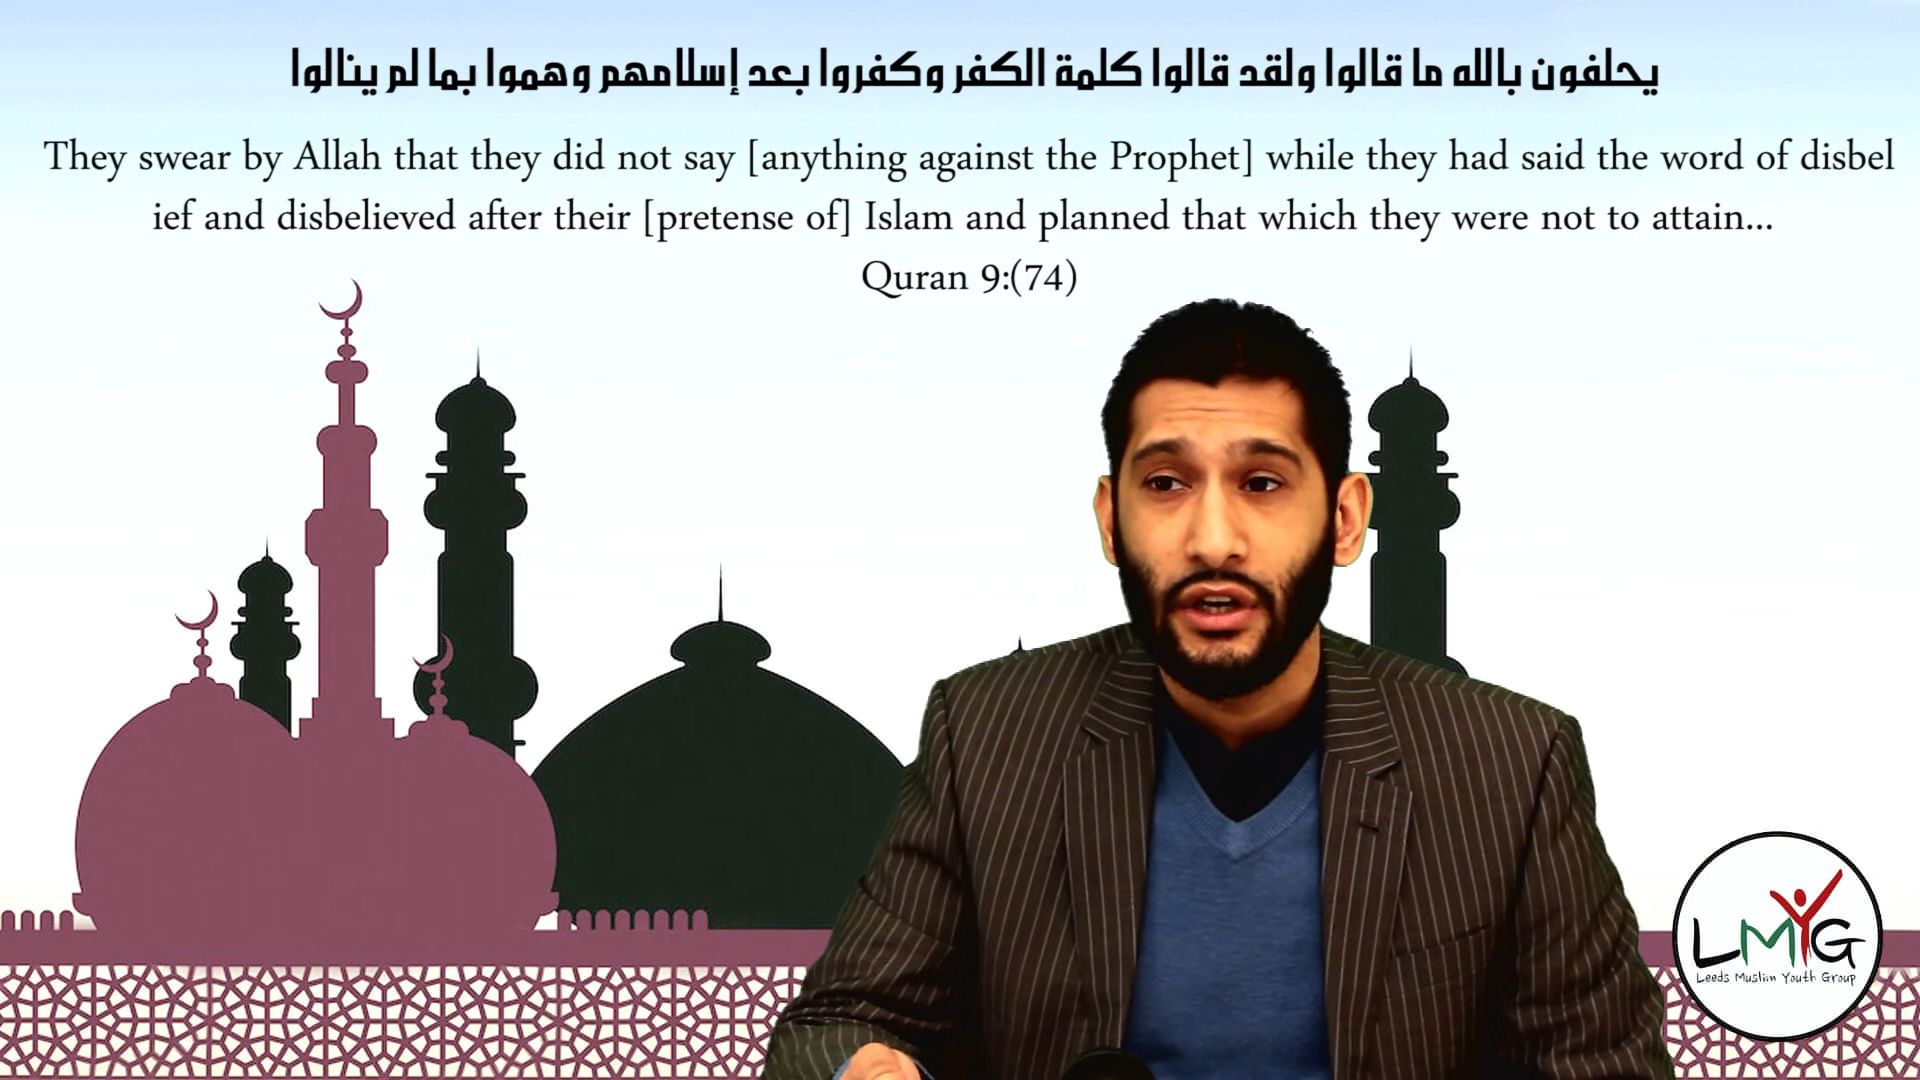 يحلفون بالله ما قالوا ولقد قالوا كلمة الكفر وكفروا بعد إسلامهم وهموا بما لم ينالوا
They swear by Allah that they did not say [anything against the Prophet] while they had said the word of disbel
ief and disbelieved after their [pretense of] Islam and planned that which they were not to attain...
Quran 9:(74)
LMYG
Leeds Muslim Youth Group